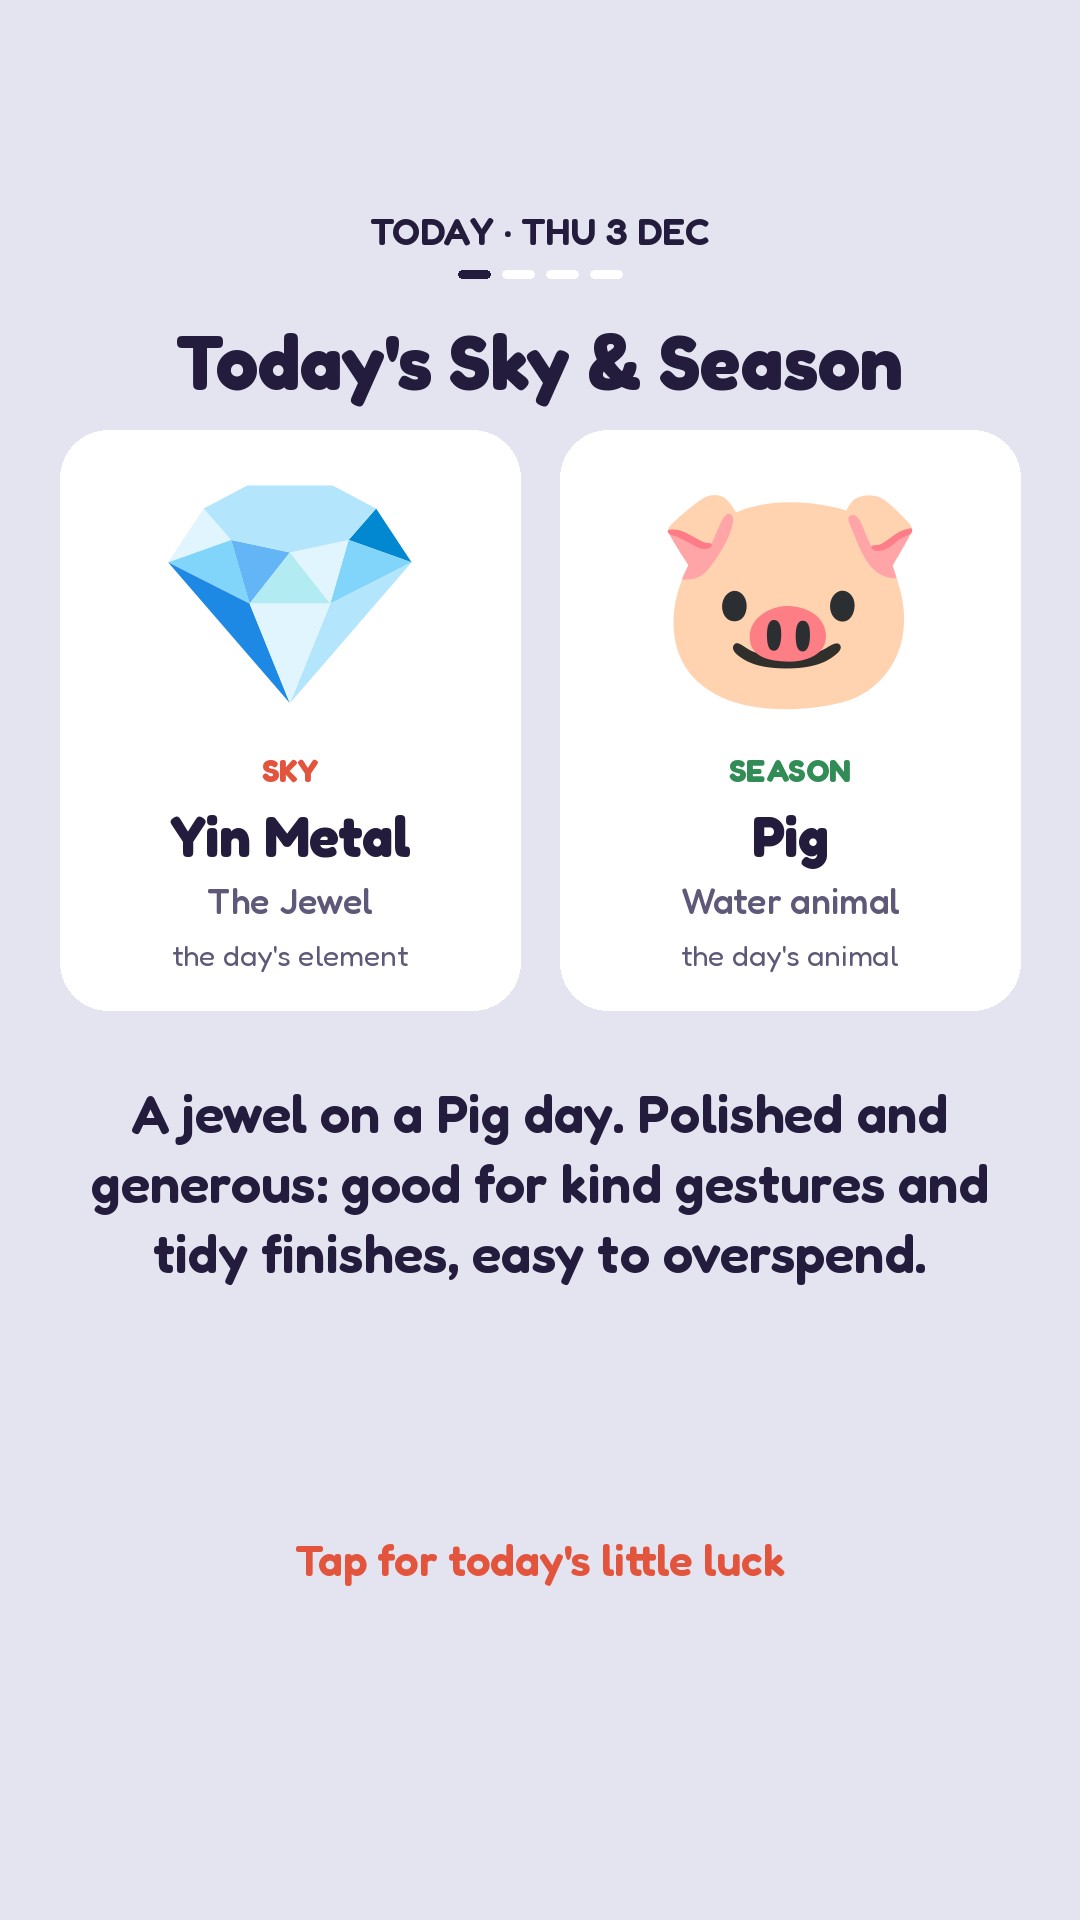 TODAY · THU 3 DEC
Today's Sky & Season
SKY
Yin Metal
The Jewel
the day's element
SEASON
Pig
Water animal
the day's animal
A jewel on a Pig day. Polished and
generous: good for kind gestures and
tidy finishes, easy to overspend.
Tap for today's little luck